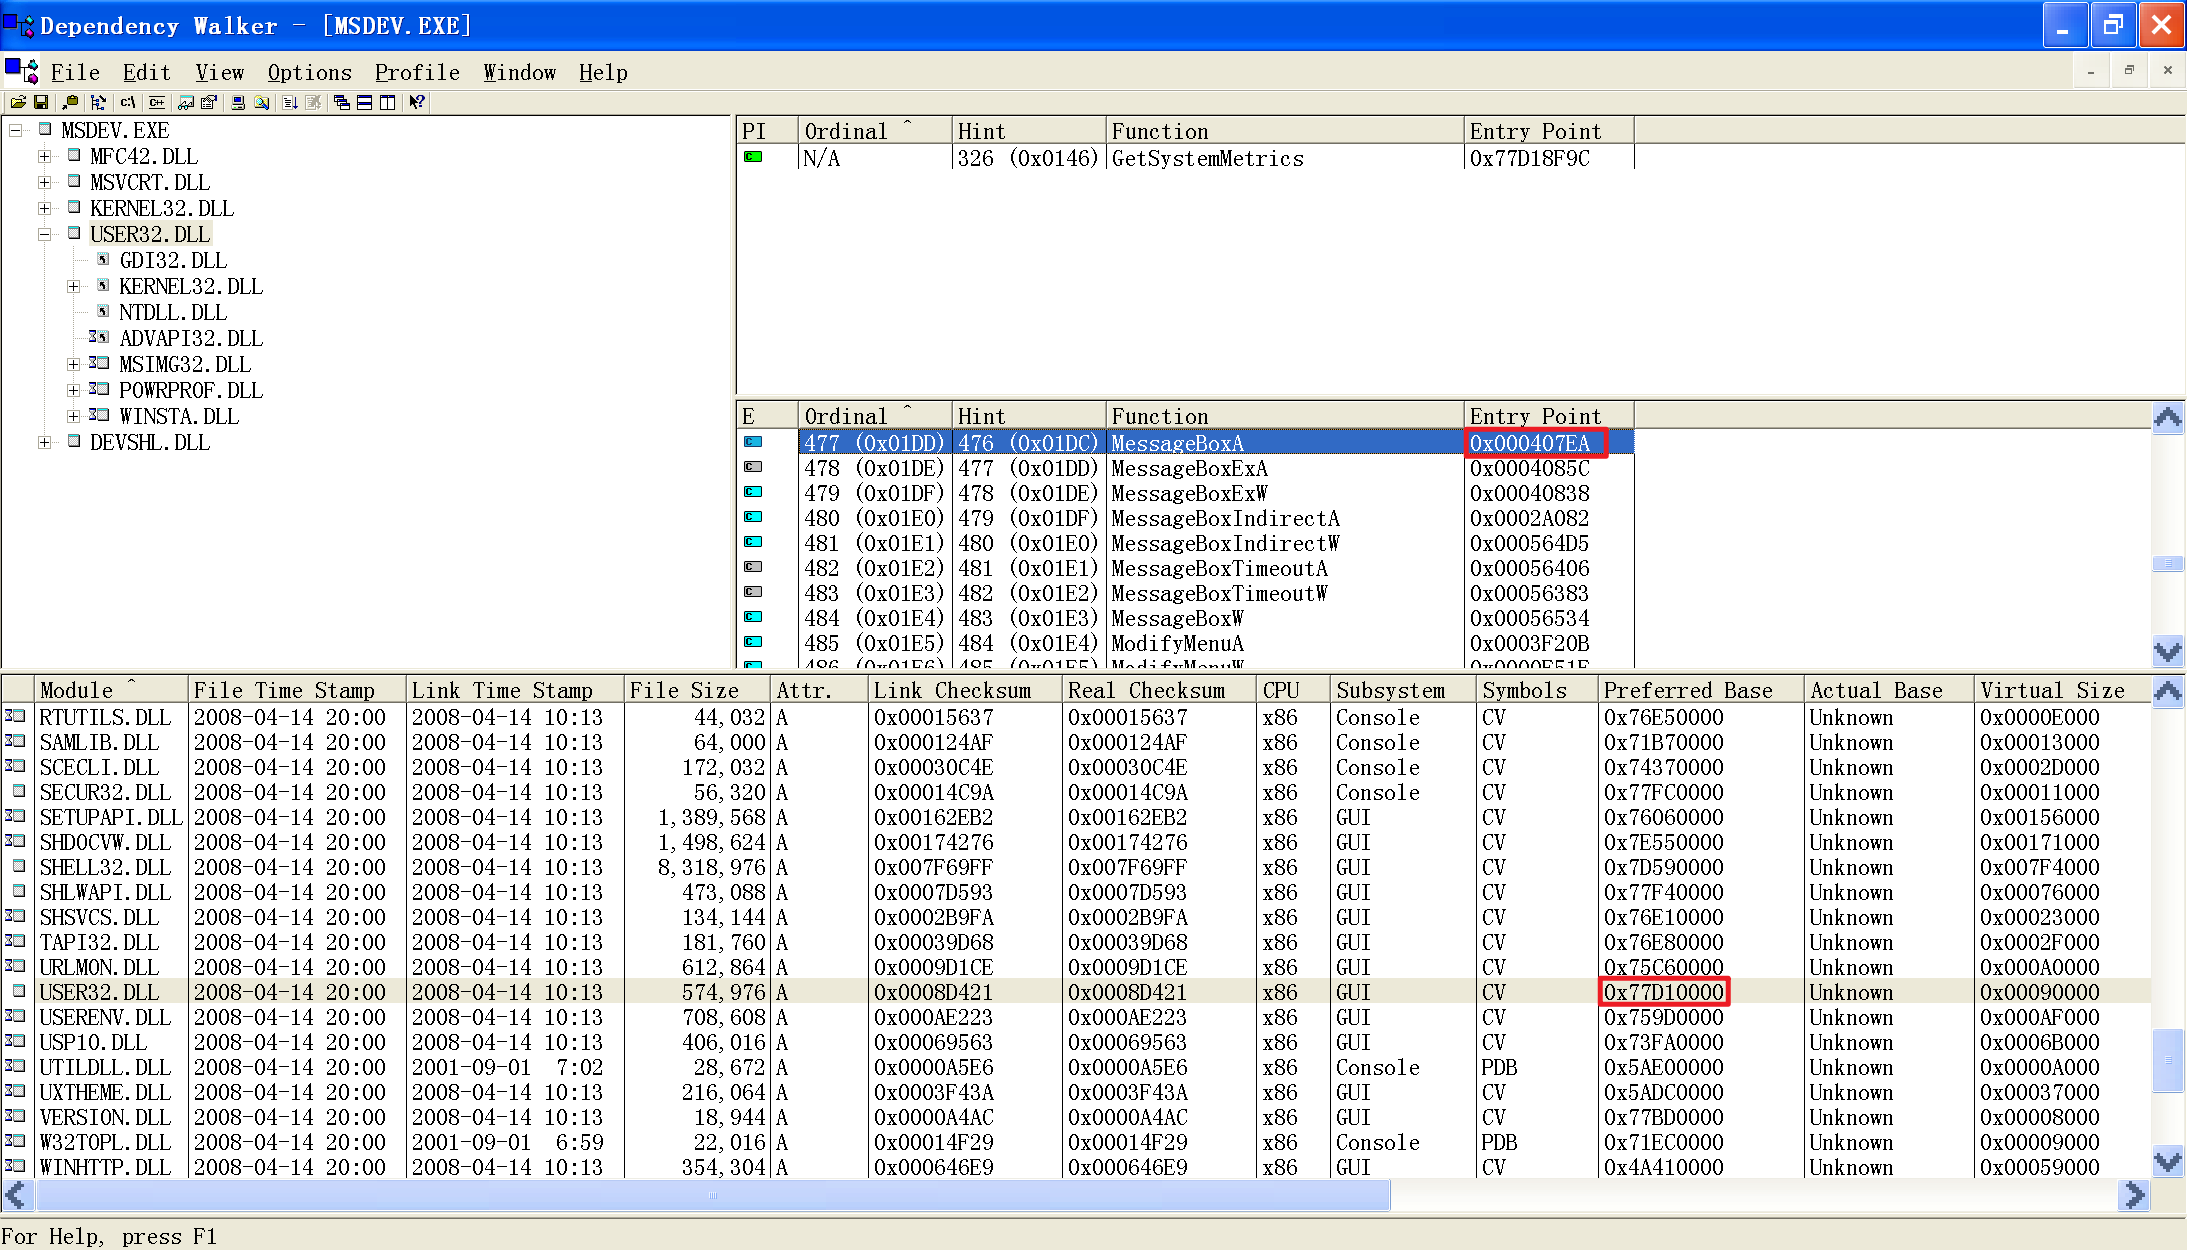 Dependency Walker - [MSDEV.EXE]
File Edit View Options Profile Window Help
MSDEV.EXE
MFC42.DLL
MSVCRT.DLL
KERNEL32.DLL
USER32.DLL
GDI32.DLL
KERNEL32.DLL
NTDLL.DLL
ADVAPI32.DLL
MSIMG32.DLL
POWRPROF.DLL
WINSTA.DLL
DEVSHL.DLL
PI Ordinal ^ Hint Function Entry Point
N/A 326 (0x0146) GetSystemMetrics 0x77D18F9C
E Ordinal ^ Hint Function Entry Point
477 (0x01DD) 476 (0x01DC) MessageBoxA 0x000407EA
478 (0x01DE) 477 (0x01DD) MessageBoxExA 0x0004085C
479 (0x01DF) 478 (0x01DE) MessageBoxExW 0x00040838
480 (0x01E0) 479 (0x01DF) MessageBoxIndirectA 0x0002A082
481 (0x01E1) 480 (0x01E0) MessageBoxIndirectW 0x000564D5
482 (0x01E2) 481 (0x01E1) MessageBoxTimeoutA 0x00056406
483 (0x01E3) 482 (0x01E2) MessageBoxTimeoutW 0x00056383
484 (0x01E4) 483 (0x01E3) MessageBoxW 0x00056534
485 (0x01E5) 484 (0x01E4) ModifyMenuA 0x0003F20B
486 (0x01E6) 485 (0x01E5) ModifyMenuW
Module ^ File Time Stamp Link Time Stamp File Size Attr. Link Checksum Real Checksum CPU Subsystem Symbols Preferred Base Actual Base Virtual Size
RTUTILS.DLL 2008-04-14 20:00 2008-04-14 10:13 44,032 A 0x00015637 0x00015637 x86 Console CV 0x76E50000 Unknown 0x0000E000
SAMLIB.DLL 2008-04-14 20:00 2008-04-14 10:13 64,000 A 0x000124AF 0x000124AF x86 Console CV 0x71B70000 Unknown 0x00013000
SCECLI.DLL 2008-04-14 20:00 2008-04-14 10:13 172,032 A 0x00030C4E 0x00030C4E x86 Console CV 0x74370000 Unknown 0x0002D000
SECUR32.DLL 2008-04-14 20:00 2008-04-14 10:13 56,320 A 0x00014C9A 0x00014C9A x86 Console CV 0x77FC0000 Unknown 0x00011000
SETUPAPI.DLL 2008-04-14 20:00 2008-04-14 10:13 1,389,568 A 0x00162EB2 0x00162EB2 x86 GUI CV 0x76060000 Unknown 0x00156000
SHDOCVW.DLL 2008-04-14 20:00 2008-04-14 10:13 1,498,624 A 0x00174276 0x00174276 x86 GUI CV 0x7E550000 Unknown 0x00171000
SHELL32.DLL 2008-04-14 20:00 2008-04-14 10:13 8,318,976 A 0x007F69FF 0x007F69FF x86 GUI CV 0x7D590000 Unknown 0x007F4000
SHLWAPI.DLL 2008-04-14 20:00 2008-04-14 10:13 473,088 A 0x0007D593 0x0007D593 x86 GUI CV 0x77F40000 Unknown 0x00076000
SHSVCS.DLL 2008-04-14 20:00 2008-04-14 10:13 134,144 A 0x0002B9FA 0x0002B9FA x86 GUI CV 0x76E10000 Unknown 0x00023000
TAPI32.DLL 2008-04-14 20:00 2008-04-14 10:13 181,760 A 0x00039D68 0x00039D68 x86 GUI CV 0x76E80000 Unknown 0x0002F000
URLMON.DLL 2008-04-14 20:00 2008-04-14 10:13 612,864 A 0x0009D1CE 0x0009D1CE x86 GUI CV 0x75C60000 Unknown 0x000A0000
USER32.DLL 2008-04-14 20:00 2008-04-14 10:13 574,976 A 0x0008D421 0x0008D421 x86 GUI CV 0x77D10000 Unknown 0x00090000
USERENV.DLL 2008-04-14 20:00 2008-04-14 10:13 708,608 A 0x000AE223 0x000AE223 x86 GUI CV 0x759D0000 Unknown 0x000AF000
USP10.DLL 2008-04-14 20:00 2008-04-14 10:13 406,016 A 0x00069563 0x00069563 x86 GUI CV 0x73FA0000 Unknown 0x0006B000
UTILDLL.DLL 2008-04-14 20:00 2001-09-01 7:02 28,672 A 0x0000A5E6 0x0000A5E6 x86 Console PDB 0x5AE00000 Unknown 0x0000A000
UXTHEME.DLL 2008-04-14 20:00 2008-04-14 10:13 216,064 A 0x0003F43A 0x0003F43A x86 GUI CV 0x5ADC0000 Unknown 0x00037000
VERSION.DLL 2008-04-14 20:00 2008-04-14 10:13 18,944 A 0x0000A4AC 0x0000A4AC x86 GUI CV 0x77BD0000 Unknown 0x00008000
W32TOPL.DLL 2008-04-14 20:00 2001-09-01 6:59 22,016 A 0x00014F29 0x00014F29 x86 Console PDB 0x71EC0000 Unknown 0x00009000
WINHTTP.DLL 2008-04-14 20:00 2008-04-14 10:13 354,304 A 0x000646E9 0x000646E9 x86 GUI CV 0x4A410000 Unknown 0x00059000
For Help, press F1